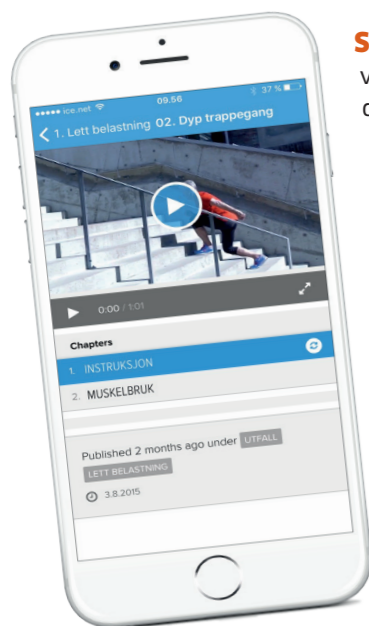 ice.net 09.56 37 %
1. Lett belastning 02. Dyp trappegang
0:00 / 1:01
Chapters
1. INSTRUKSJON
2. MUSKELBRUK
Published 2 months ago under UTFALL
LETT BELASTNING
3.8.2015